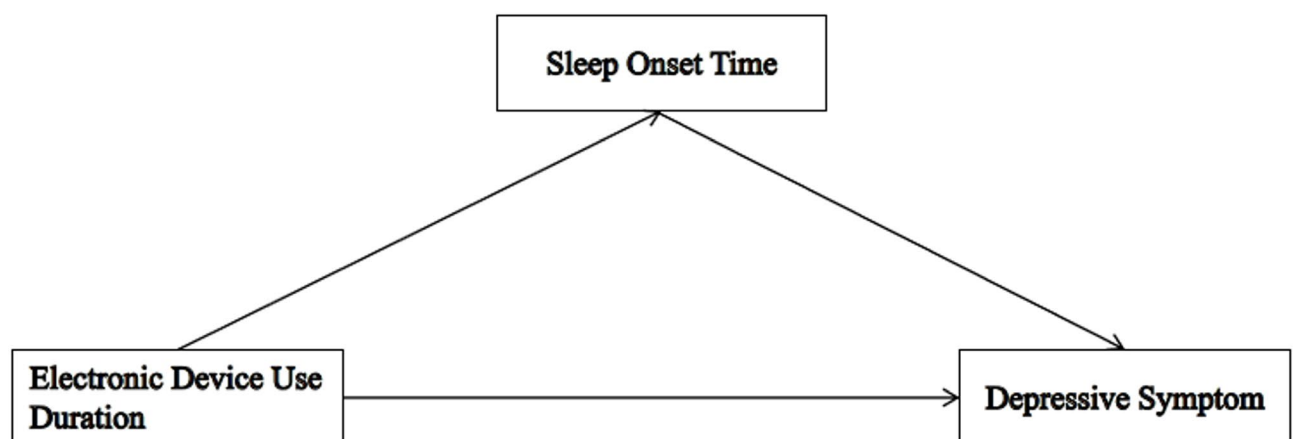 Sleep Onset Time
Electronic Device Use
Duration
Depressive Symptom